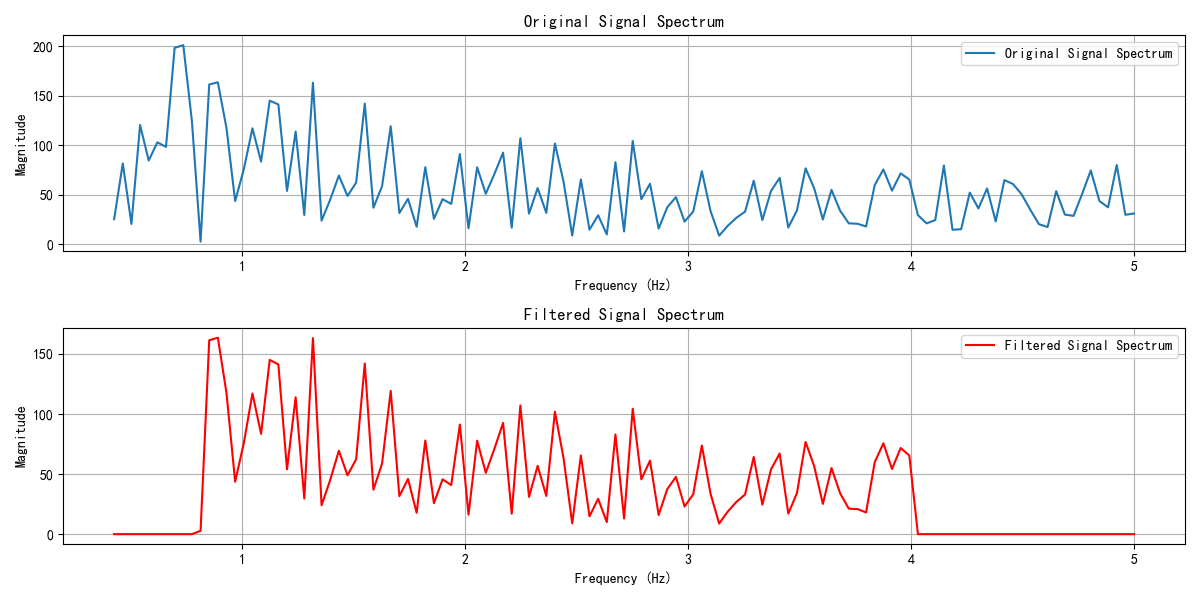 Original Signal Spectrum
Original Signal Spectrum
Magnitude
200
150
100
50
0
1 2 3 4 5
Frequency (Hz)
Filtered Signal Spectrum
Filtered Signal Spectrum
Magnitude
150
100
50
0
1 2 3 4 5
Frequency (Hz)